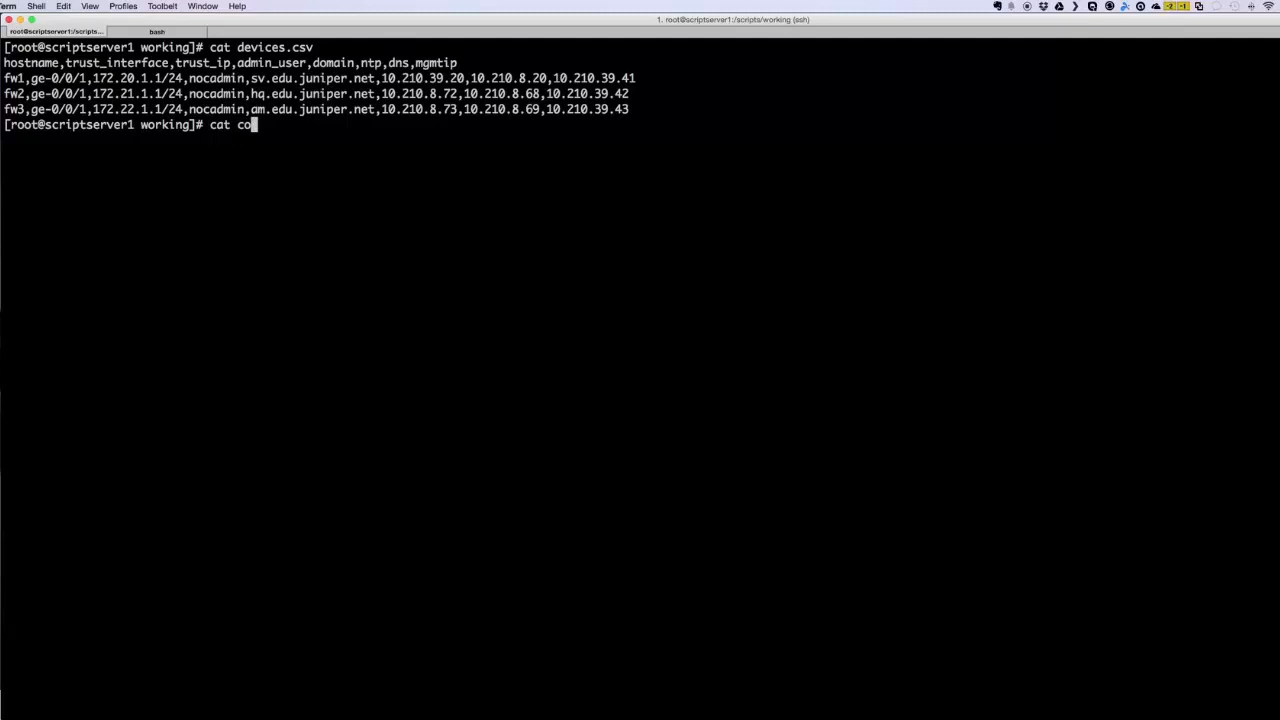 Term Shell Edit View Profiles Toolbelt Window Help
1. root@scriptserver1:/scripts/working (ssh)
root@scriptserver1:/scripts... bash
[root@scriptserver1 working]# cat devices.csv
hostname,trust_interface,trust_ip,admin_user,domain,ntp,dns,mgmtip
fw1,ge-0/0/1,172.20.1.1/24,nocadmin,sv.edu.juniper.net,10.210.39.20,10.210.8.20,10.210.39.41
fw2,ge-0/0/1,172.21.1.1/24,nocadmin,hq.edu.juniper.net,10.210.8.72,10.210.8.68,10.210.39.42
fw3,ge-0/0/1,172.22.1.1/24,nocadmin,am.edu.juniper.net,10.210.8.73,10.210.8.69,10.210.39.43
[root@scriptserver1 working]# cat co